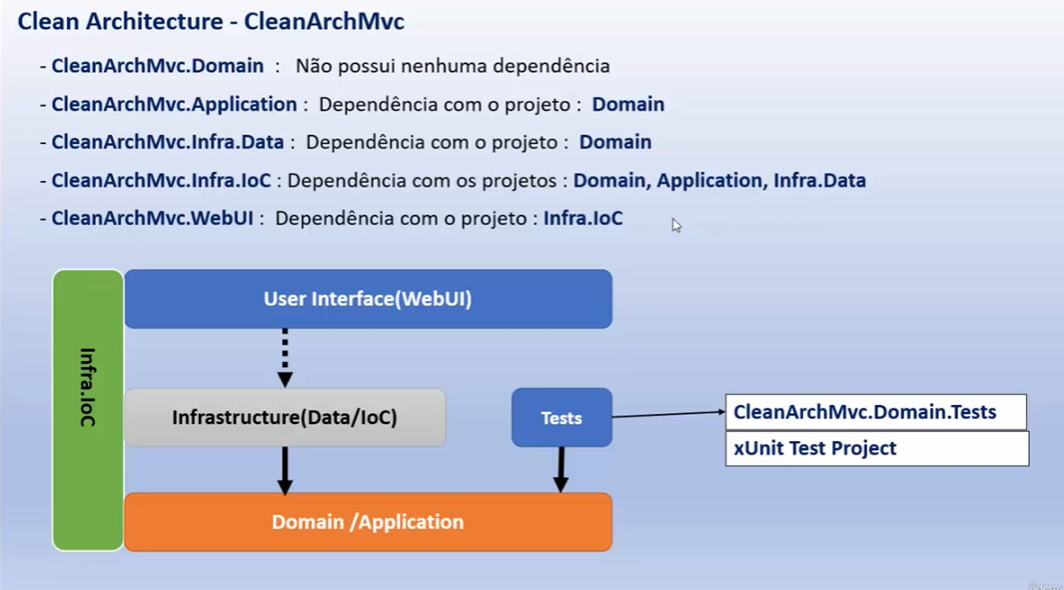 Clean Architecture - CleanArchMvc
- CleanArchMvc.Domain : Não possui nenhuma dependência
- CleanArchMvc.Application : Dependência com o projeto : Domain
- CleanArchMvc.Infra.Data : Dependência com o projeto : Domain
- CleanArchMvc.Infra.IoC : Dependência com os projetos : Domain, Application, Infra.Data
- CleanArchMvc.WebUI : Dependência com o projeto : Infra.IoC
User Interface(WebUI)
Infra.IoC
Infrastructure(Data/IoC)
Tests
CleanArchMvc.Domain.Tests
xUnit Test Project
Domain /Application